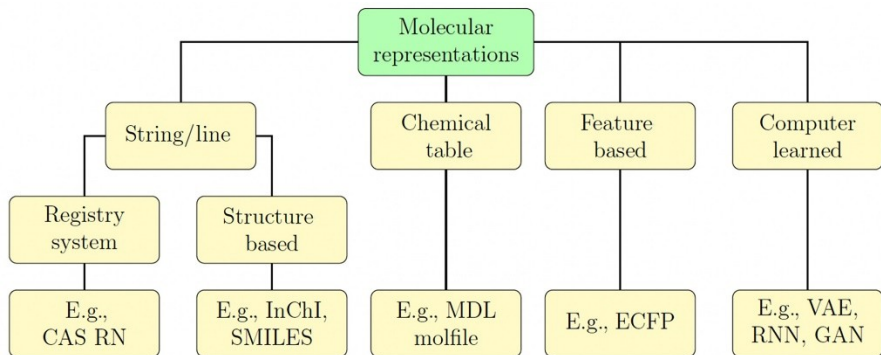 Molecular
representations
String/line
Chemical
table
Feature
based
Computer
learned
Registry
system
Structure
based
E.g.,
CAS RN
E.g., InChI,
SMILES
E.g., MDL
molfile
E.g., ECFP
E.g., VAE,
RNN, GAN